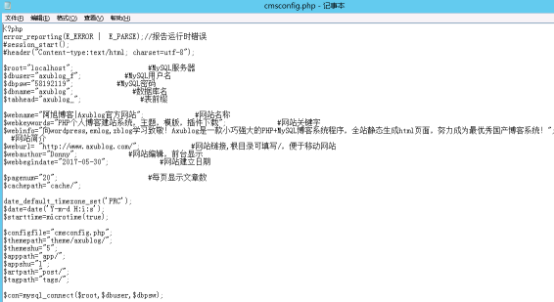 cmsconfig.php - 记事本
文件(F) 编辑(E) 格式(O) 查看(V) 帮助(H)
<?php
error_reporting(E_ERROR | E_PARSE);//报告运行时错误
#session_start();
#header("Content-type:text/html; charset=utf-8");
$root="localhost"; #MySQL服务器
$dbuser="axublog_f"; #MySQL用户名
$dbpsw="58192119"; #MySQL密码
$dbname="axublog"; #数据库名
$tabhead="axublog_"; #表前缀
$webname="阿旭博客|Axublog官方网站"; #网站名称
$webkeywords="PHP个人博客建站系统，主题，模版，插件下载"; #网站关键字
$webinfo="向wordpress,emlog,zblog学习致敬！Axublog是一款小巧强大的PHP+MySQL博客系统程序，全站静态生成html页面，努力成为最优秀国产博客系统！";
#网站简介
$weburl= "http://www.axublog.com/"; #网站链接,根目录可填写/，便于移动网站
$webauthor="Donny"; #网站编辑，前台显示
$webbegindate="2017-05-30"; #网站建立日期
$pagenum="20"; #每页显示文章数
$cachepath="cache/";
date_default_timezone_set('PRC');
$date=date('Y-m-d H:i:s');
$starttime=microtime(true);
$configfile="cmsconfig.php";
$themepath="theme/axublog/";
$themeshu="5";
$apppath="app/";
$appshu="1";
$artpath="post/";
$tagpath="tags/";
$con=mysql_connect($root,$dbuser,$dbpsw);